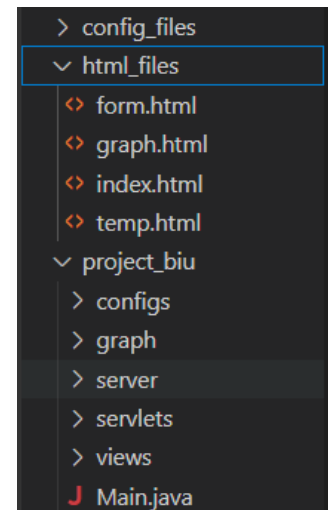 config_files
html_files
form.html
graph.html
index.html
temp.html
project_biu
configs
graph
server
servlets
views
J Main.java